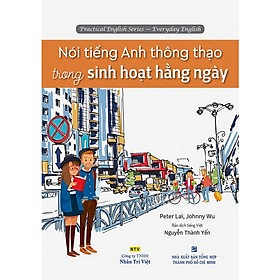 Practical English Series – Everyday English
Nói tiếng Anh thông thạo
trong sinh hoạt hằng ngày
Peter Lai, Johnny Wu
Bản dịch tiếng Việt
Nguyễn Thành Yến
NTV
Công ty TNHH
Nhân Trí Việt
NHÀ XUẤT BẢN TỔNG HỢP
THÀNH PHỐ HỒ CHÍ MINH